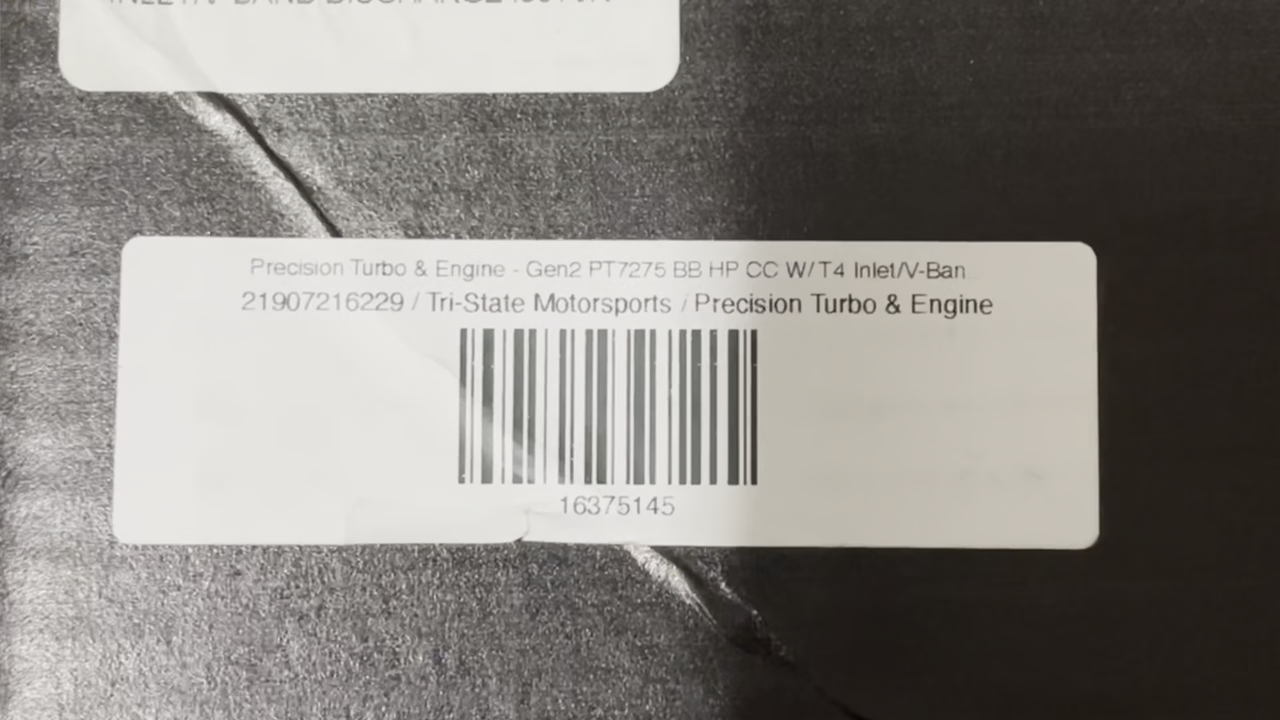 Precision Turbo & Engine - Gen2 PT7275 BB HP CC W/T4 Inlet/V-Ban
21907216229 / Tri-State Motorsports / Precision Turbo & Engine
16375145